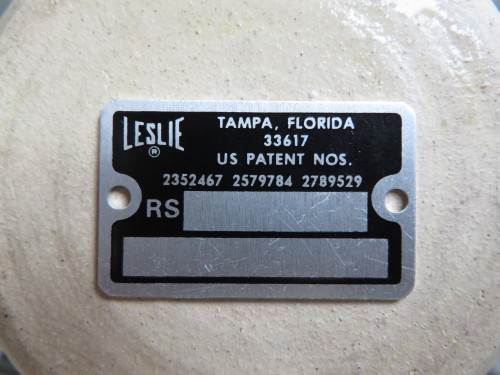 LESLIE ®
TAMPA, FLORIDA
33617
US PATENT NOS.
2352467 2579784 2789529
RS